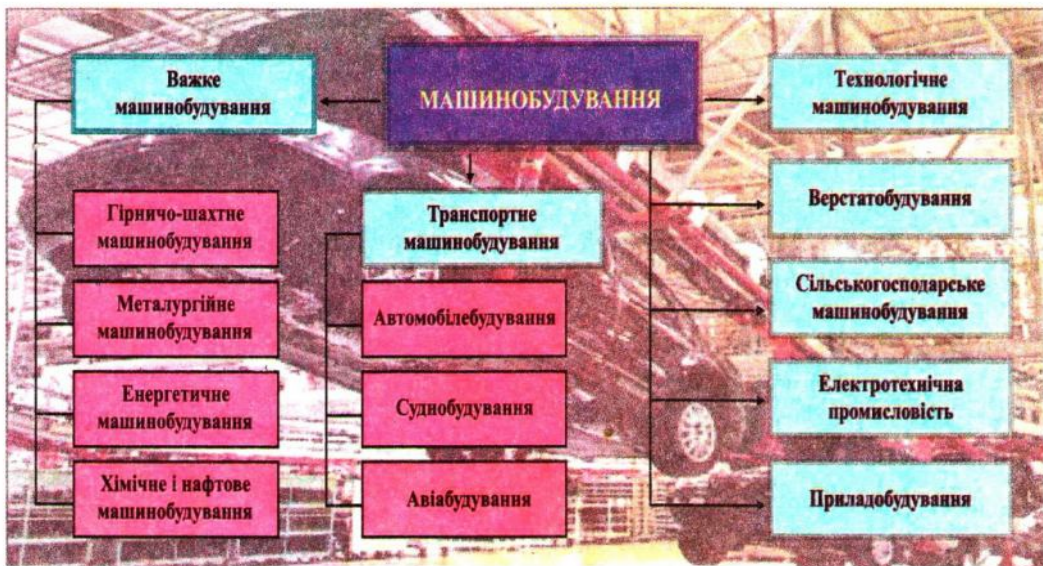 МАШИНОБУДУВАННЯ
Важке
машинобудування
Гірничо-шахтне
машинобудування
Металургійне
машинобудування
Енергетичне
машинобудування
Хімічне і нафтове
машинобудування
Транспортне
машинобудування
Автомобілебудування
Суднобудування
Авіабудування
Технологічне
машинобудування
Верстатобудування
Сільськогосподарське
машинобудування
Електротехнічна
промисловість
Приладобудування